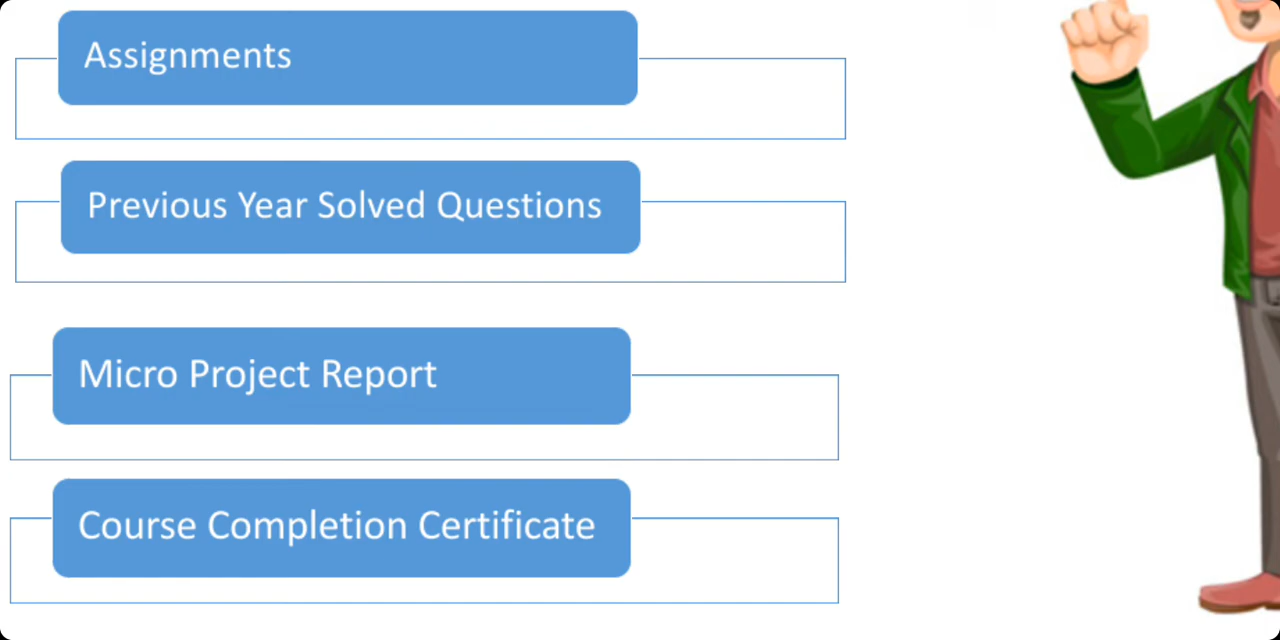 Assignments
Previous Year Solved Questions
Micro Project Report
Course Completion Certificate